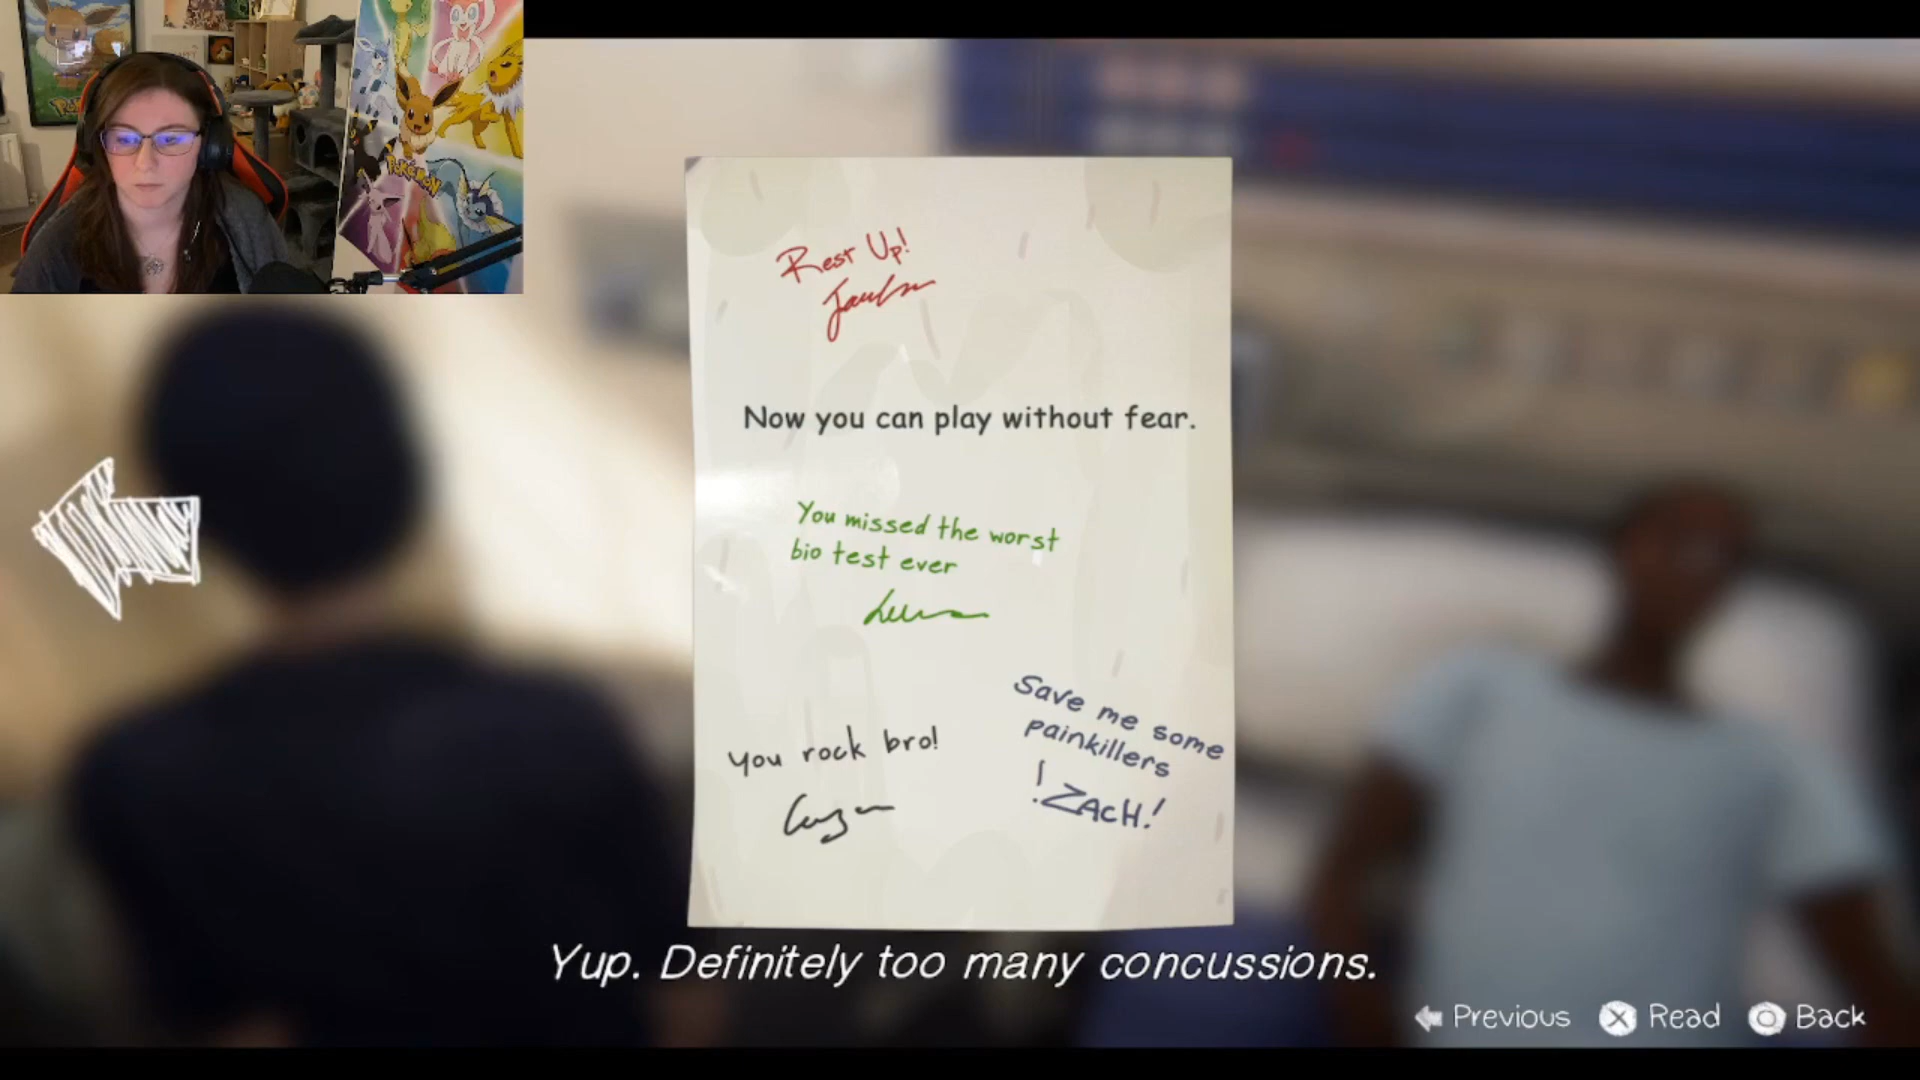 POKéMON
Rest Up!
Now you can play without fear.
You missed the worst
bio test ever
Save me some
painkillers
! ZACH!
You rock bro!
Yup. Definitely too many concussions.
Previous
Read
Back